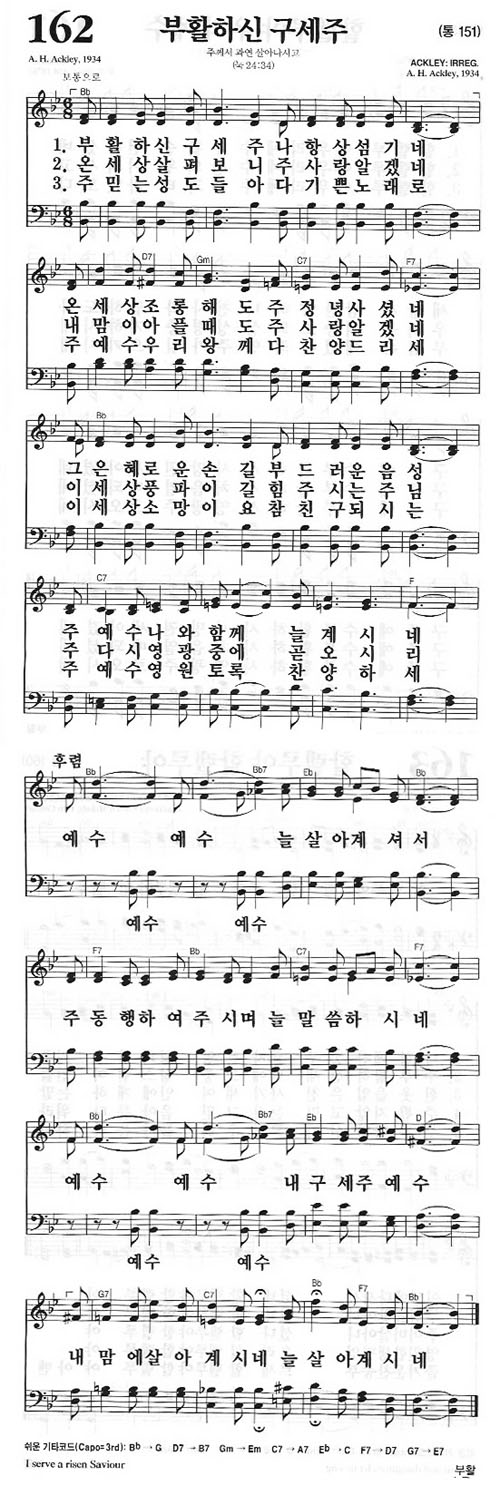 162
부활하신 구세주
(통 151)
주께서 과연 살아나시고
(눅 24:34)
A. H. Ackley, 1934
ACKLEY: IRREG.
A. H. Ackley, 1934
보통으로
Bb
1. 부 활 하신 구 세 주 나 항 상 섬 기 네
2. 온 세 상살 펴 보 니 주 사 랑 알 겠 네
3. 주 믿 는성 도 들 아 다 기 쁜 노 래 로
D7 Gm C7 F7
온 세 상조 롱 해 도 주 정 녕 사 셨 네
내 맘 이아 플 때 도 주 사 랑 알 겠 네
주 예 수우 리 왕 께 다 찬 양 드 리 세
Bb
그 은 혜로 운 손 길 부 드 러 운 음 성
이 세 상풍 파 이 길 힘 주 시 는 주 님
이 세 상소 망 이 요 참 친 구 되 시 는
C7 F
주 예 수나 와 함 께 늘 계 시 네
주 다 시영 광 중 에 곧 오 시 리
주 예 수영 원 토 록 찬 양 하 세
후렴
Bb Bb7 Eb Bb
예수 예수 늘 살 아계 셔서
예수 예수
F7 Bb C7 F7
주 동 행하 여 주 시며 늘 말 씀하 시 네
Bb Bb7 Eb
예수 예수 내 구 세주 예 수
예수 예수
G7 C7 Bb F7 Bb
내 맘 에살 아 계 시네 늘 살 아계 시 네
쉬운 기타코드(Capo=3rd): Bb → G D7 → B7 Gm → Em C7 → A7 Eb → C F7 → D7 G7 → E7
I serve a risen Saviour
부활